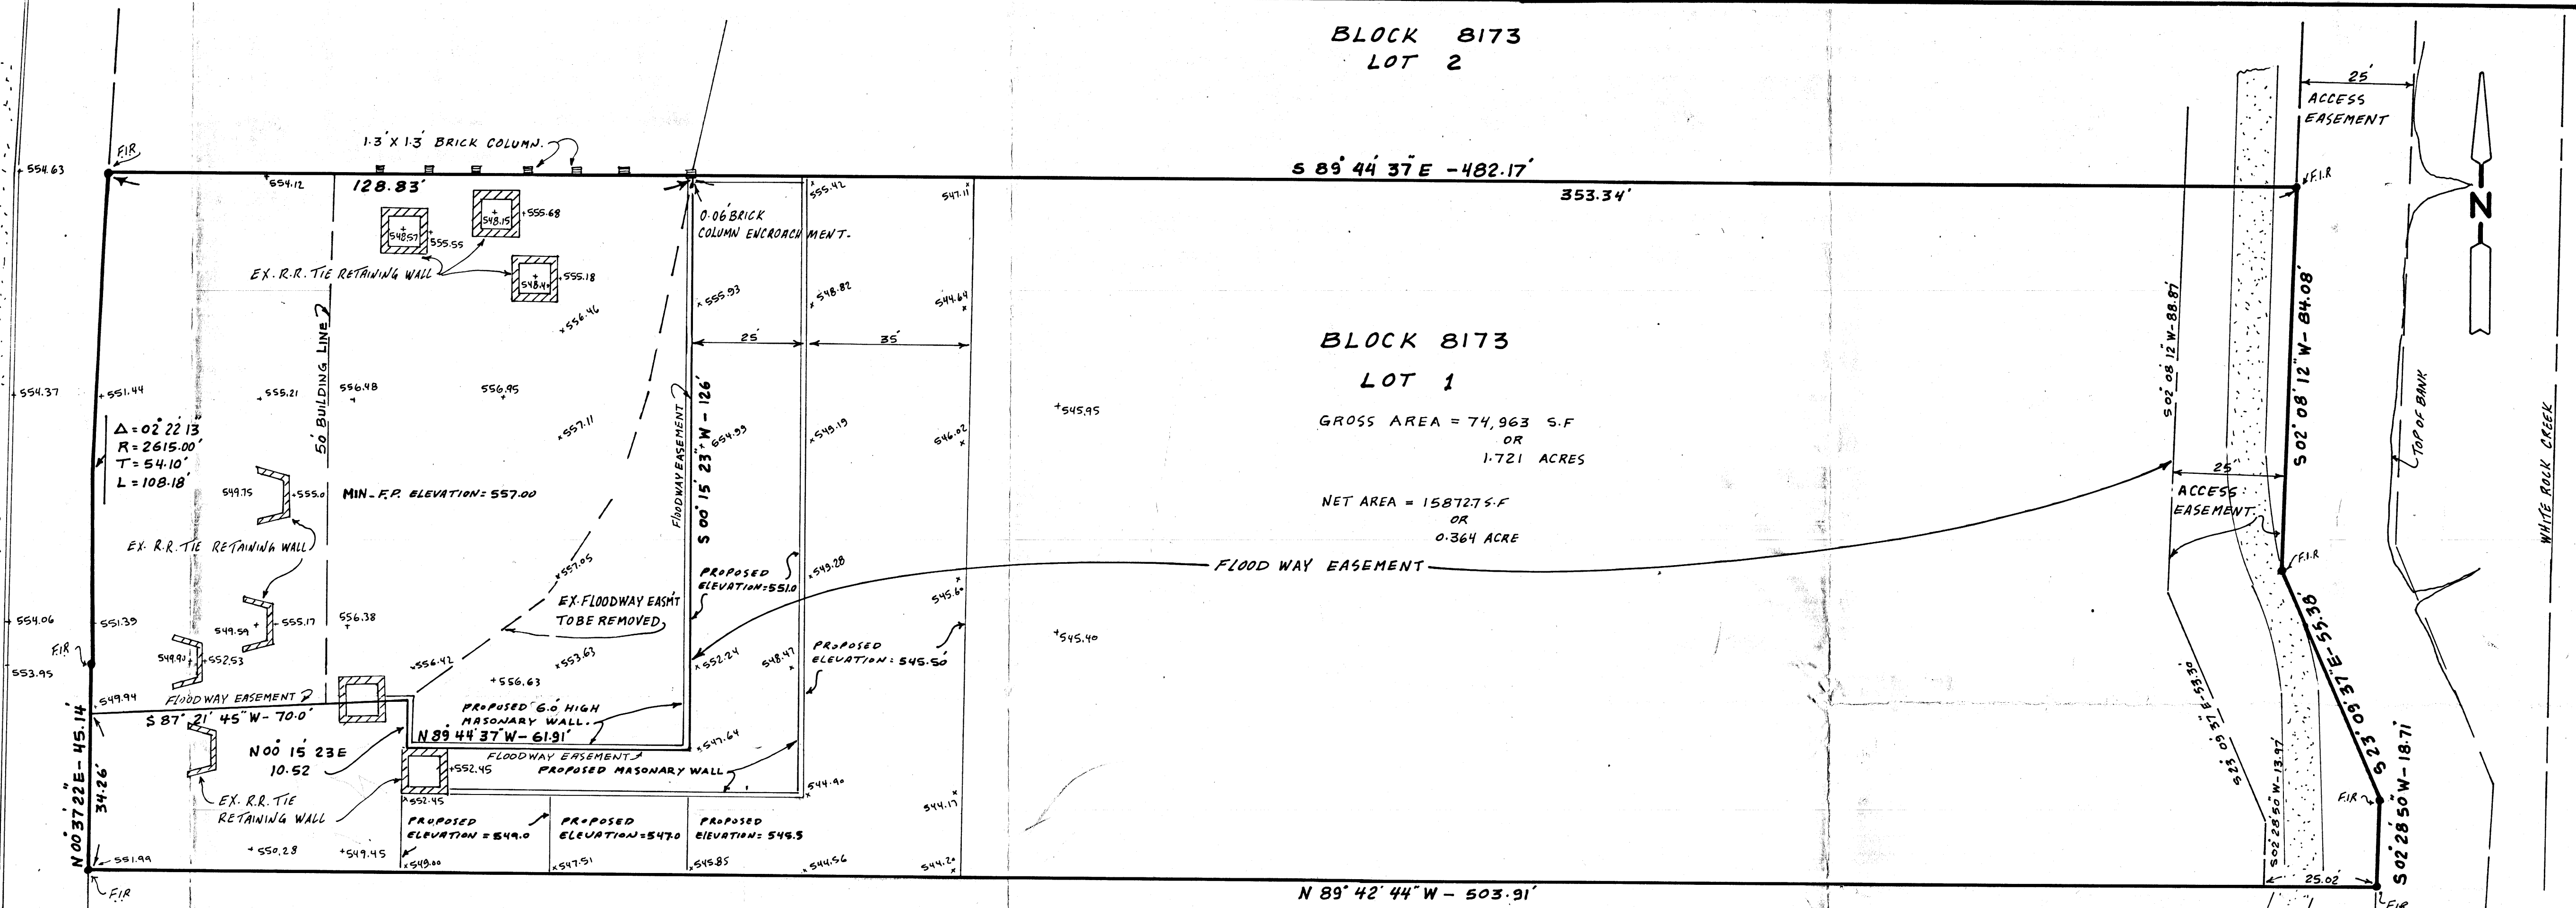 BLOCK 8173
LOT 2
25'
ACCESS
EASEMENT
1.3' X 1.3' BRICK COLUMN.
F.I.R
554.63
554.12
128.83'
S 89° 44' 37" E - 482.17'
353.34'
F.I.R
N
555.42
547.11
548.57
555.55
548.15
555.68
0.06' BRICK
COLUMN ENCROACHMENT.
EX. R.R. TIE RETAINING WALL
555.18
556.46
555.93
548.82
544.64
50' BUILDING LINE
25'
35'
BLOCK 8173
LOT 1
GROSS AREA = 74,963 S.F
OR
1.721 ACRES
NET AREA = 15872.7 S.F
OR
0.364 ACRE
S 02° 08' 12" W - 88.87'
S 02° 08' 12" W - 84.08'
TOP OF BANK
WHITE ROCK CREEK
554.37
551.44
555.21
556.48
556.95
557.11
549.19
546.02
545.95
Δ = 02° 22' 13"
R = 2615.00'
T = 54.10'
L = 108.18'
FLOODWAY EASEMENT
S 00° 15' 23" W - 126'
25'
ACCESS
EASEMENT
549.75
555.0
MIN. F.P. ELEVATION = 557.00
EX. R.R. TIE RETAINING WALL
557.05
PROPOSED
ELEVATION = 551.0
549.28
FLOOD WAY EASEMENT
F.I.R
EX. FLOODWAY EASM'T
TO BE REMOVED
554.06
551.39
549.59
555.17
556.38
545.40
S 23° 09' 37" E - 55.38'
F.I.R
553.95
549.90
552.53
556.42
553.63
552.24
548.47
PROPOSED
ELEVATION = 545.50'
549.94
FLOODWAY EASEMENT
S 87° 21' 45" W - 70.0'
556.63
PROPOSED 6.0' HIGH
MASONARY WALL.
N 89° 44' 37" W - 61.91'
547.64
S 23° 09' 37" E - 53.30'
N 00° 15' 23 E
10.52
FLOODWAY EASEMENT
552.45
PROPOSED MASONARY WALL
544.90
544.17
N 00° 37' 22" E - 45.14'
34.26'
EX. R.R. TIE
RETAINING WALL
552.45
PROPOSED
ELEVATION = 549.0
PROPOSED
ELEVATION = 547.0
PROPOSED
ELEVATION = 545.5
F.I.R
S 02° 28' 50" W - 13.97'
S 02° 28' 50" W - 18.71'
551.99
550.28
549.45
549.00
547.51
545.85
544.56
544.20
25.02'
F.I.R
N 89° 42' 44" W - 503.91'
F.I.R